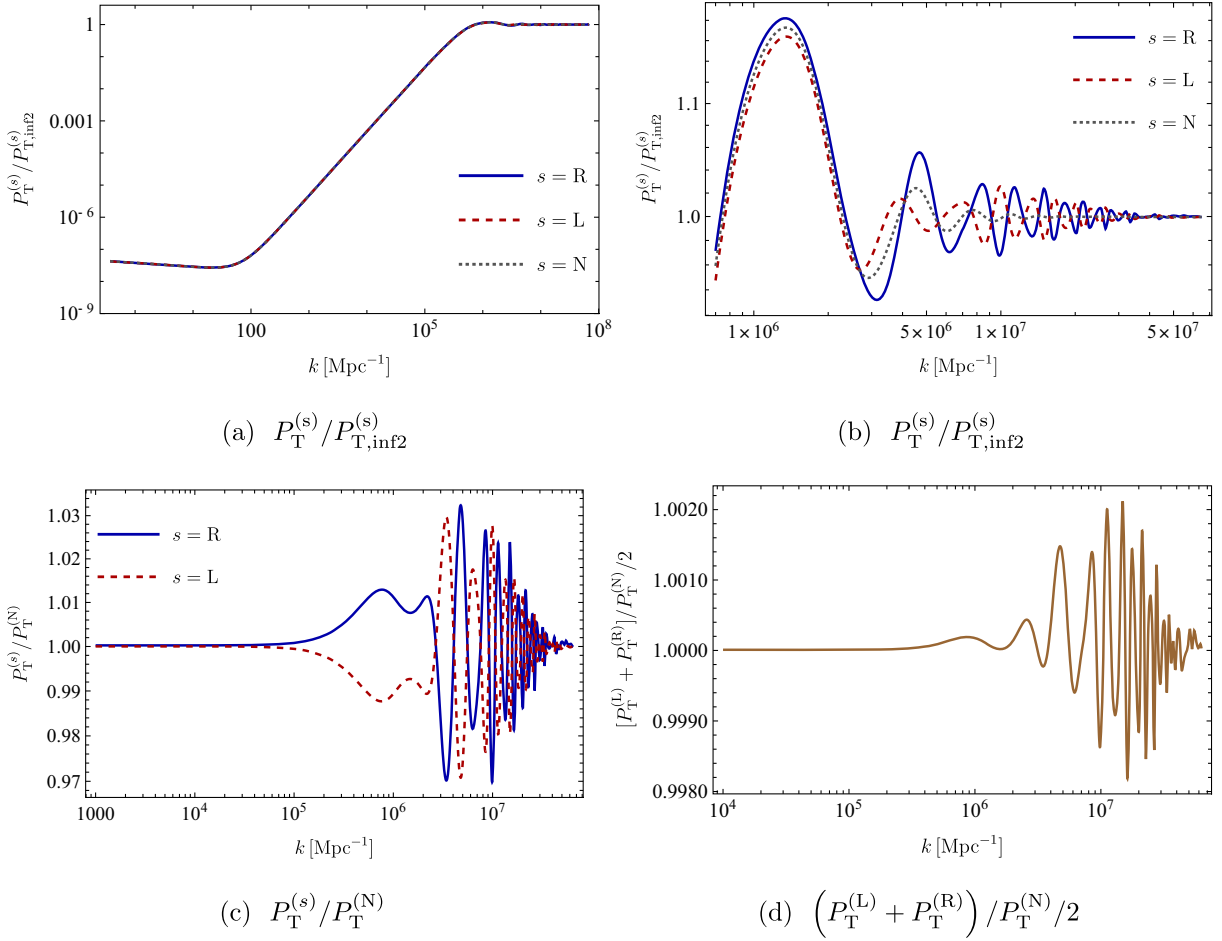 P_T^(s)/P_T,inf2^(s)
1
0.001
10^-6
10^-9
100
10^5
10^8
s = R
s = L
s = N
k [Mpc^-1]
(a) P_T^(s)/P_T,inf2^(s)
P_T^(s)/P_T,inf2^(s)
1.1
1.0
1×10^6
5×10^6
1×10^7
5×10^7
s = R
s = L
s = N
k [Mpc^-1]
(b) P_T^(s)/P_T,inf2^(s)
P_T^(s)/P_T^(N)
1.03
1.02
1.01
1.00
0.99
0.98
0.97
1000
10^4
10^5
10^6
10^7
s = R
s = L
k [Mpc^-1]
(c) P_T^(s)/P_T^(N)
[P_T^(L) + P_T^(R)]/P_T^(N)/2
1.0020
1.0010
1.0000
0.9990
0.9980
10^4
10^5
10^6
10^7
k [Mpc^-1]
(d) (P_T^(L) + P_T^(R))/P_T^(N)/2